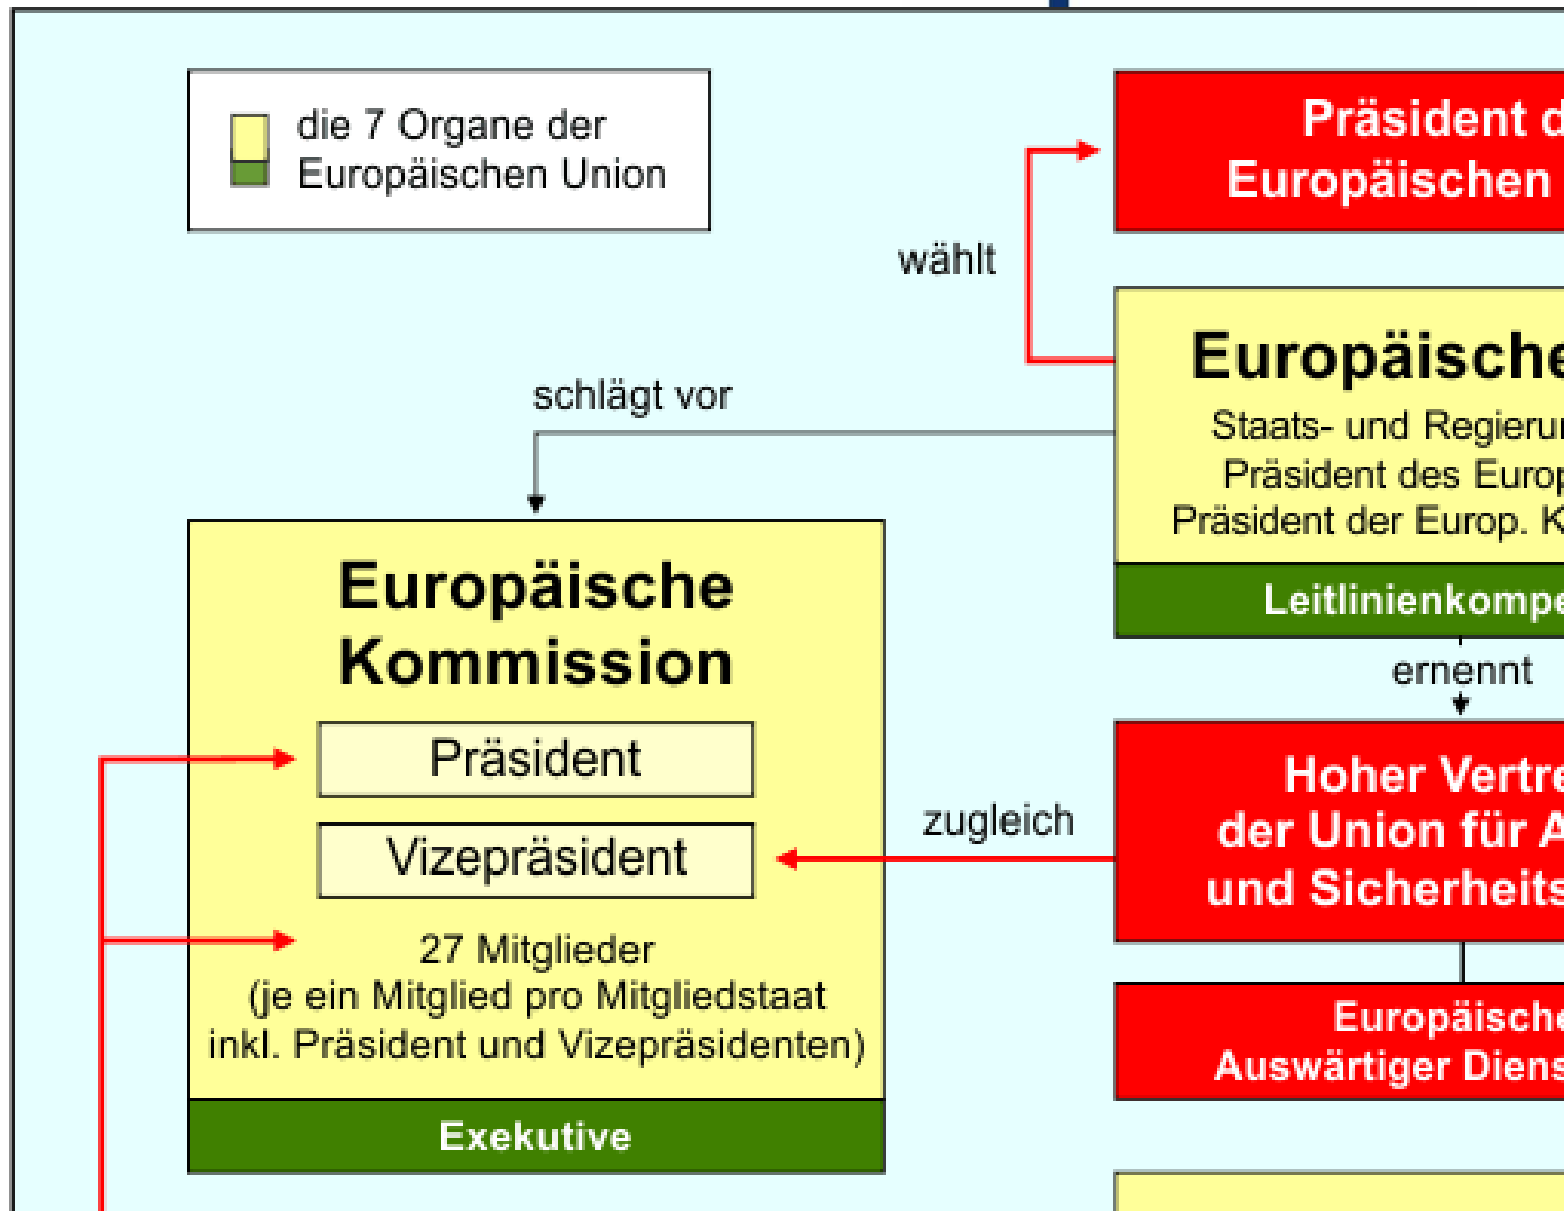 die 7 Organe der
Europäischen Union
Präsident d
Europäischen
wählt
Europäische
Staats- und Regieru
Präsident des Europ
Präsident der Europ. K
Leitlinienkompe
schlägt vor
Europäische
Kommission
Präsident
Vizepräsident
27 Mitglieder
(je ein Mitglied pro Mitgliedstaat
inkl. Präsident und Vizepräsidenten)
Exekutive
ernennt
Hoher Vertre
der Union für A
und Sicherheits
zugleich
Europäische
Auswärtiger Diens